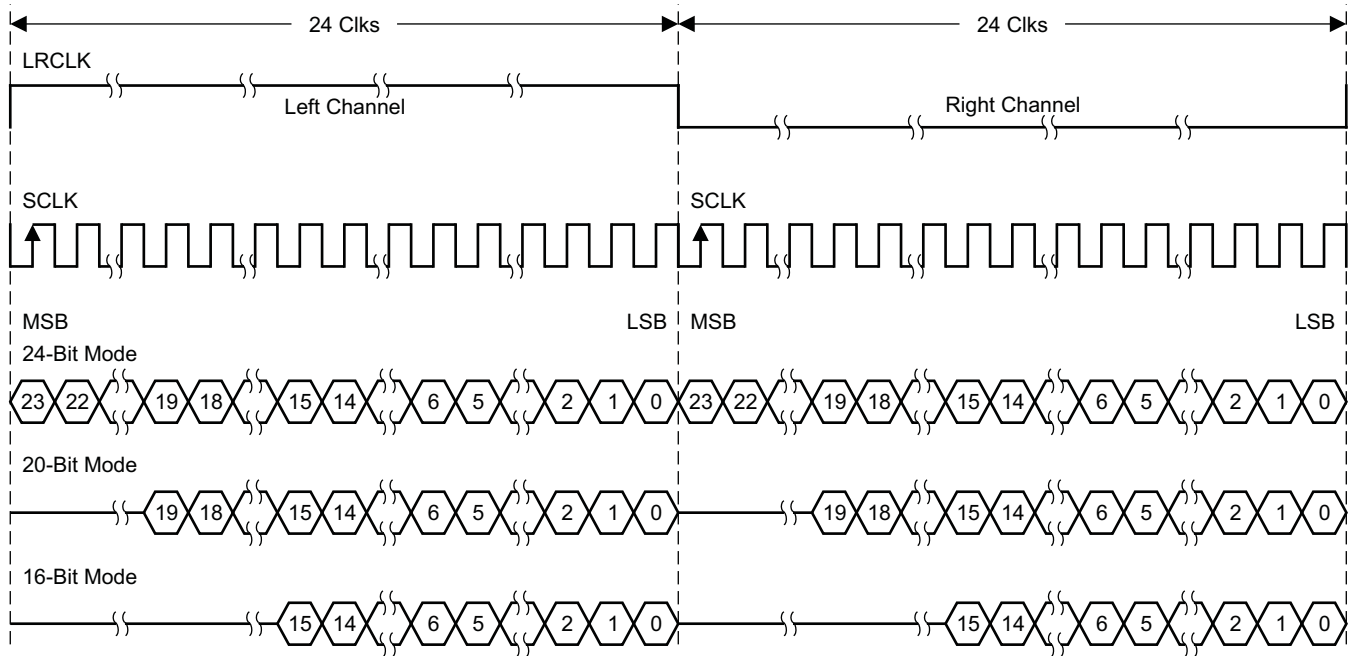 24 Clks 24 Clks
LRCLK
Left Channel Right Channel
SCLK SCLK
MSB LSB MSB LSB
24-Bit Mode
23 22 19 18 15 14 6 5 2 1 0 23 22 19 18 15 14 6 5 2 1 0
20-Bit Mode
19 18 15 14 6 5 2 1 0 19 18 15 14 6 5 2 1 0
16-Bit Mode
15 14 6 5 2 1 0 15 14 6 5 2 1 0